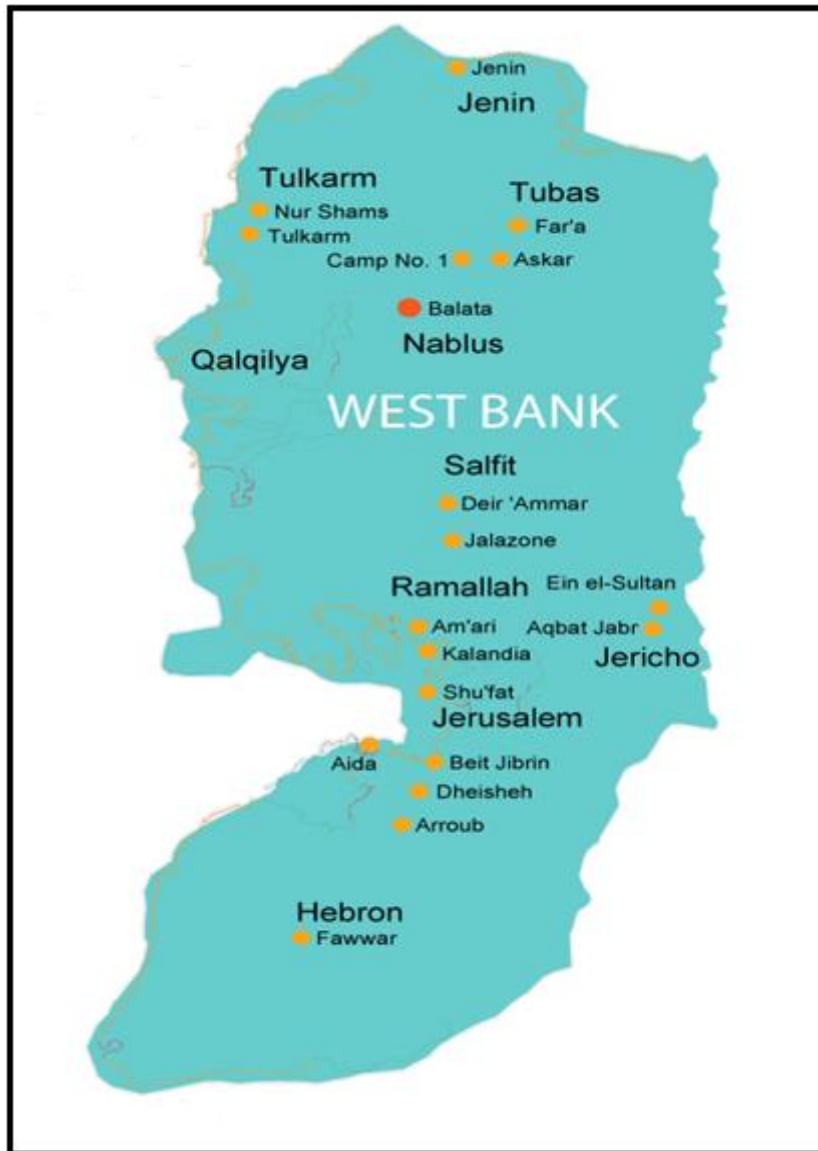 Jenin
Jenin
Tulkarm
Tubas
Nur Shams
Far'a
Tulkarm
Camp No. 1
Askar
Balata
Nablus
Qalqilya
WEST BANK
Salfit
Deir 'Ammar
Jalazone
Ramallah
Ein el-Sultan
Am'ari
Aqbat Jabr
Kalandia
Jericho
Shu'fat
Jerusalem
Aida
Beit Jibrin
Dheisheh
Arroub
Hebron
Fawwar